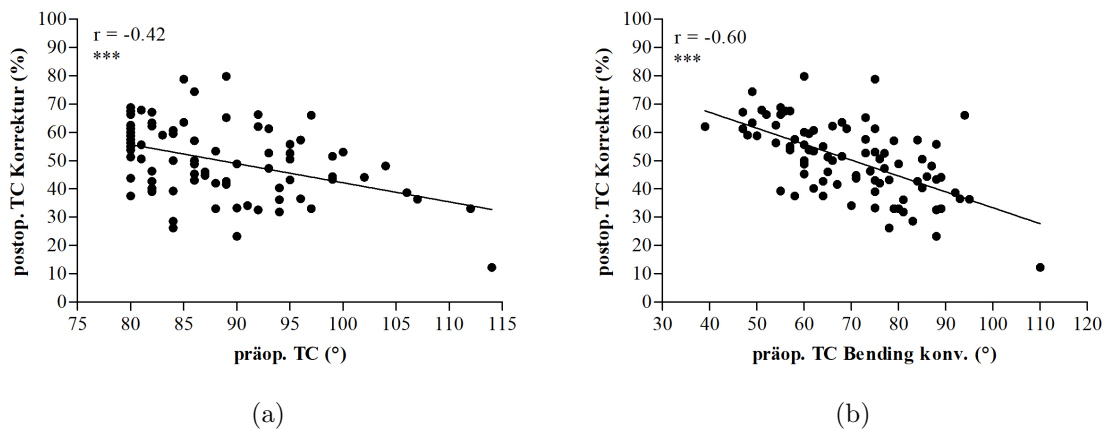 r = -0.42
***
postop. TC Korrektur (%)
100
90
80
70
60
50
40
30
20
10
0
75 80 85 90 95 100 105 110 115
präop. TC (°)
(a)
r = -0.60
***
postop. TC Korrektur (%)
100
90
80
70
60
50
40
30
20
10
0
30 40 50 60 70 80 90 100 110 120
präop. TC Bending konv. (°)
(b)